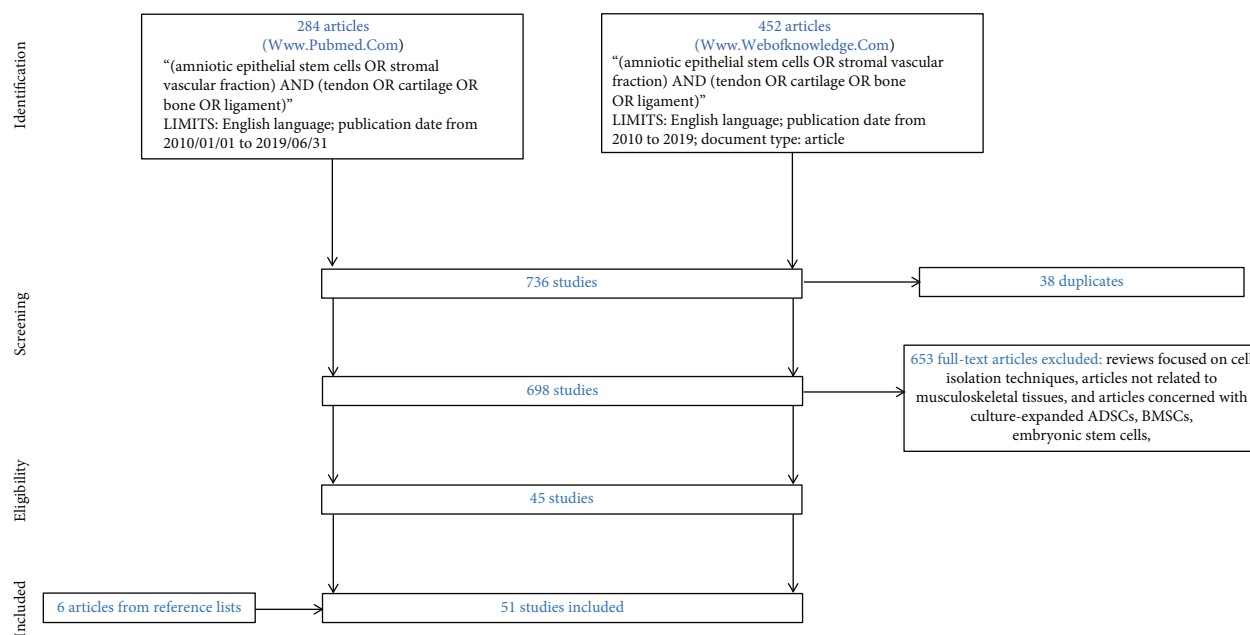 Identification
284 articles
(Www.Pubmed.Com)
“(amniotic epithelial stem cells OR stromal
vascular fraction) AND (tendon OR cartilage OR
bone OR ligament)”
LIMITS: English language; publication date from
2010/01/01 to 2019/06/31
452 articles
(Www.Webofknowledge.Com)
“(amniotic epithelial stem cells OR stromal vascular
fraction) AND (tendon OR cartilage OR bone
OR ligament)”
LIMITS: English language; publication date from
2010 to 2019; document type: article
Screening
736 studies
38 duplicates
698 studies
653 full-text articles excluded: reviews focused on cell
isolation techniques, articles not related to
musculoskeletal tissues, and articles concerned with
culture-expanded ADSCs, BMSCs,
embryonic stem cells,
Eligibility
45 studies
Included
6 articles from reference lists
51 studies included